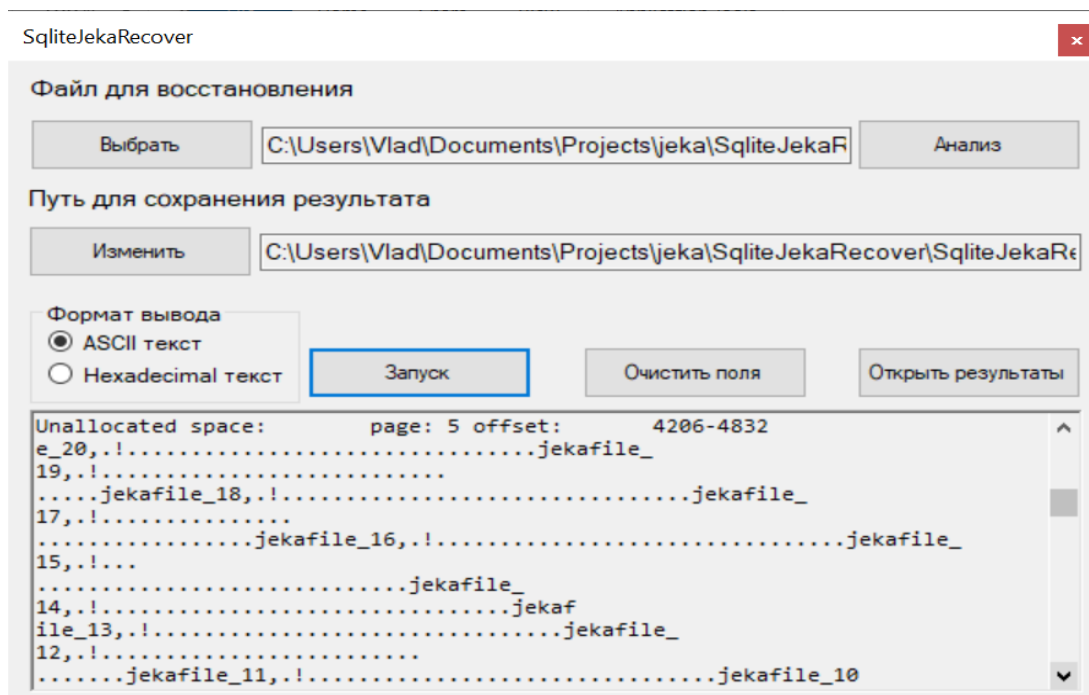 SqliteJekaRecover
Файл для восстановления
Выбрать C:\Users\Vlad\Documents\Projects\jeka\SqliteJekaR Анализ
Путь для сохранения результата
Изменить C:\Users\Vlad\Documents\Projects\jeka\SqliteJekaRecover\SqliteJekaRe
Формат вывода
ASCII текст
Hexadecimal текст Запуск Очистить поля Открыть результаты
Unallocated space: page: 5 offset: 4206-4832
e_20,.!................................jekafile_
19,.!...........................
.....jekafile_18,.!................................jekafile_
17,.!...............
.................jekafile_16,.!................................jekafile_
15,.!...
.............................jekafile_
14,.!................................jekaf
ile_13,.!................................jekafile_
12,.!.........................
.......jekafile_11,.!................................jekafile_10